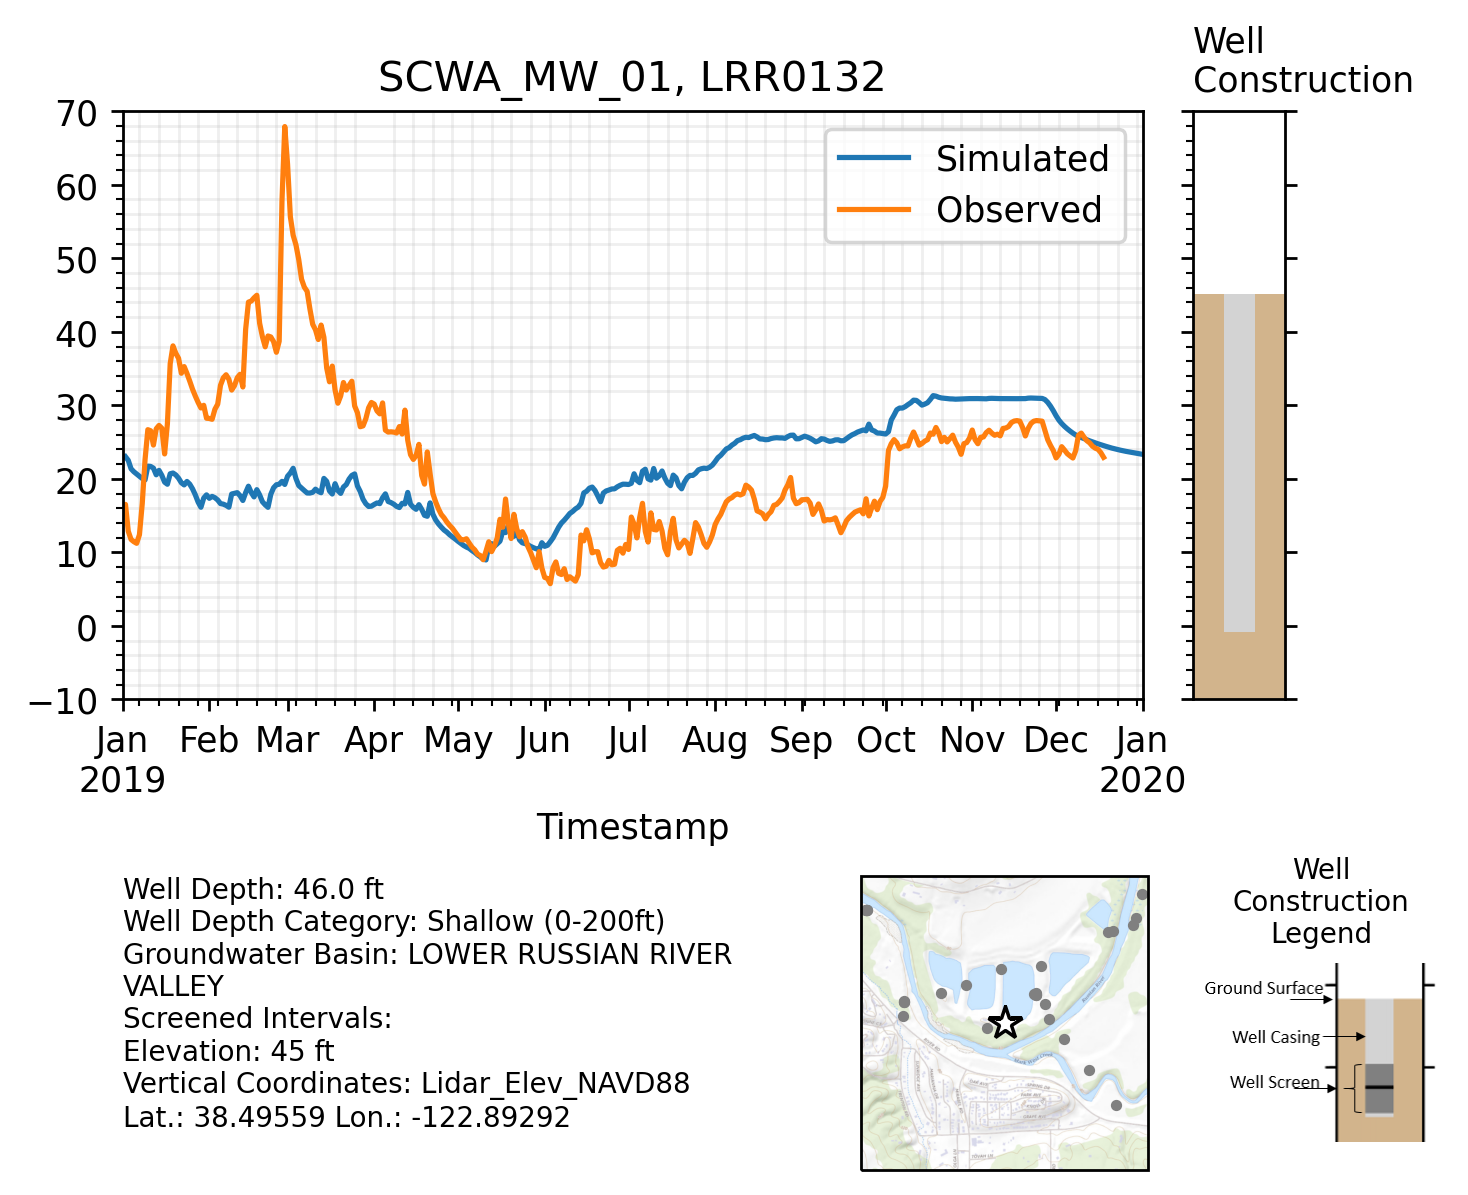 Well
Construction
SCWA_MW_01, LRR0132
70
60
50
40
30
20
10
0
−10
Simulated
Observed
Jan Feb Mar Apr May Jun Jul Aug Sep Oct Nov Dec Jan
2019 2020
Timestamp
Well Depth: 46.0 ft
Well Depth Category: Shallow (0-200ft)
Groundwater Basin: LOWER RUSSIAN RIVER
VALLEY
Screened Intervals:
Elevation: 45 ft
Vertical Coordinates: Lidar_Elev_NAVD88
Lat.: 38.49559 Lon.: -122.89292
Well
Construction
Legend
Ground Surface
Well Casing
Well Screen